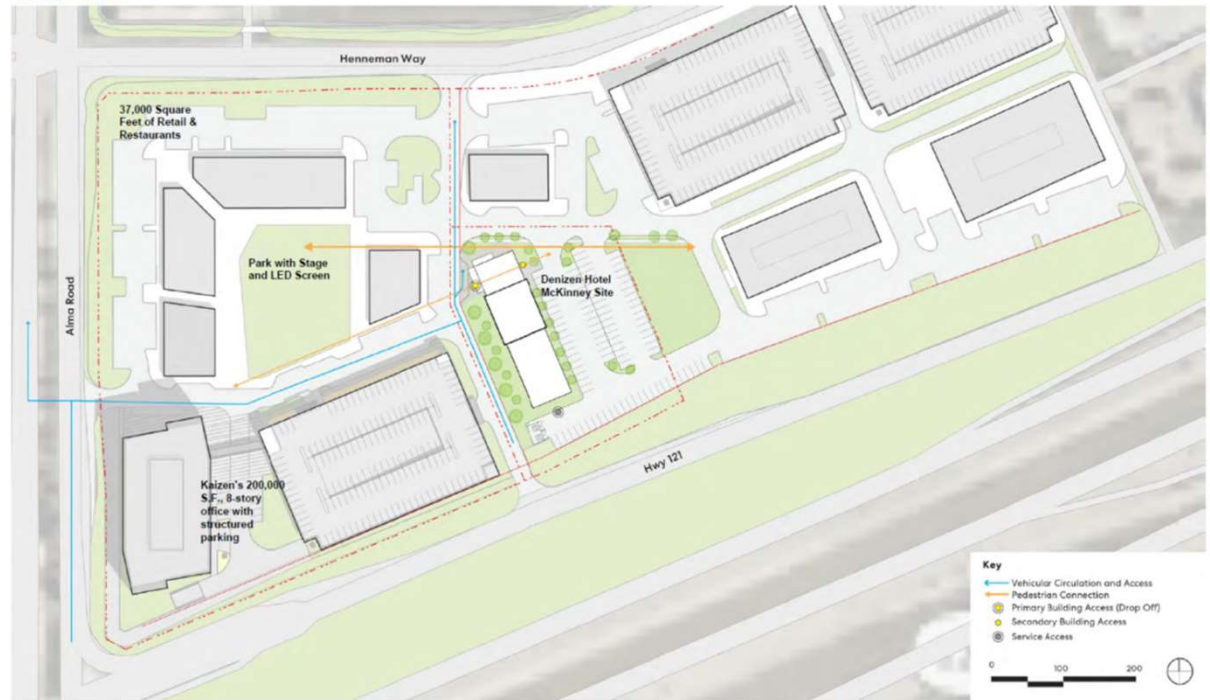 Henneman Way
37,000 Square
Feet of Retail &
Restaurants
Park with Stage
and LED Screen
Denizen Hotel
McKinney Site
Alma Road
Hwy 121
Kaizen's 200,000
S.F., 8-story
office with
structured
parking
Key
Vehicular Circulation and Access
Pedestrian Connection
Primary Building Access (Drop Off)
Secondary Building Access
Service Access
0 100 200